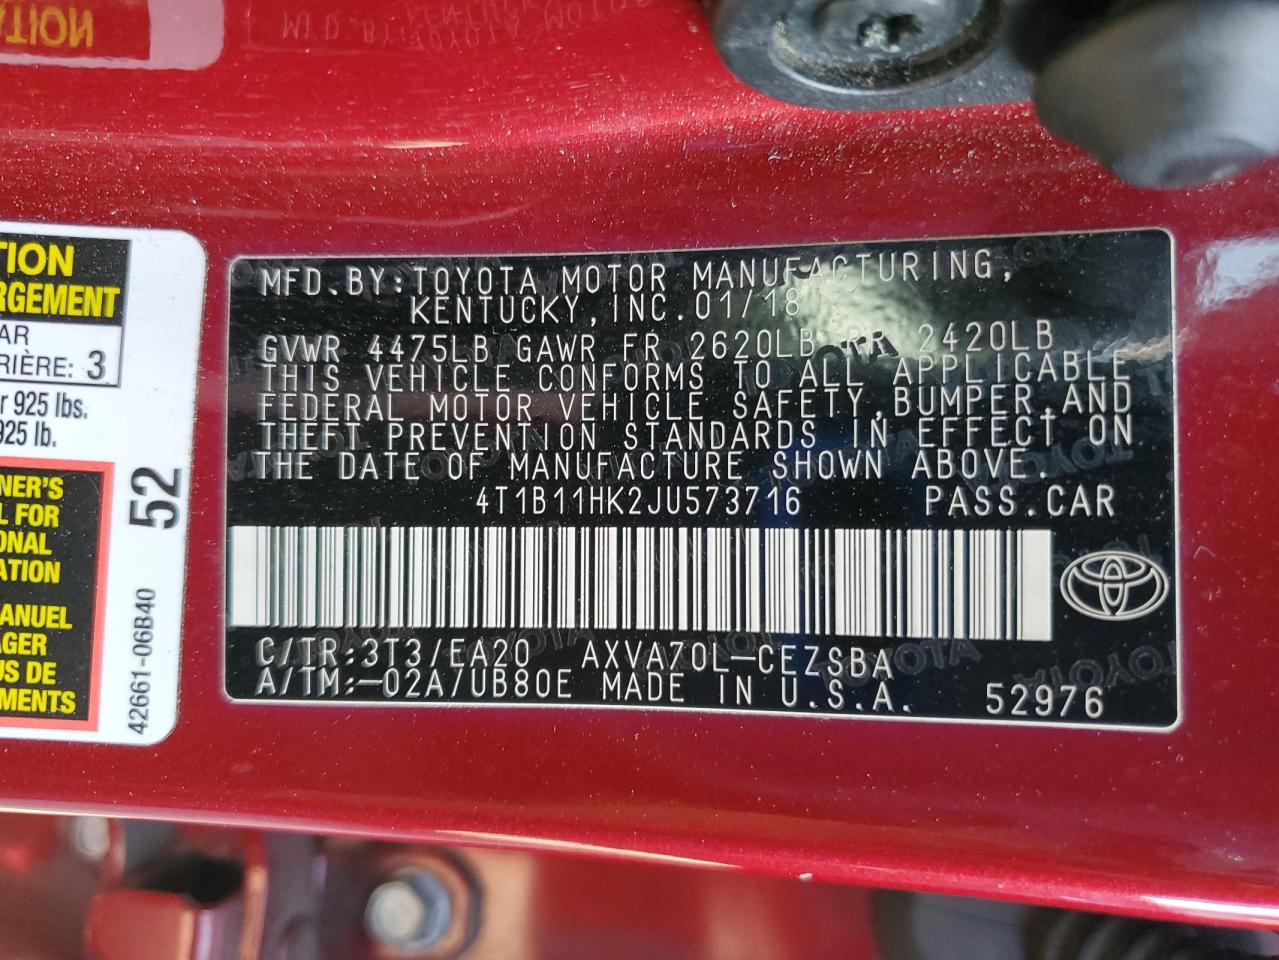 MFD.BY:TOYOTA MOTOR MANUFACTURING,
KENTUCKY,INC.01/18
GVWR 4475LB GAWR FR 2620LB RR 2420LB
THIS VEHICLE CONFORMS TO ALL APPLICABLE
FEDERAL MOTOR VEHICLE SAFETY,BUMPER,AND
THEFT PREVENTION STANDARDS IN EFFECT ON
THE DATE OF MANUFACTURE SHOWN ABOVE.
4T1B11HK2JU573716 PASS.CAR
C/TR:3T3/EA20 AXVA70L-CEZSBA
A/TM:-02A/UB80E MADE IN U.S.A. 52976
TION
RGEMENT
AR
RIÈRE: 3
r 925 lbs.
925 lb.
NER'S
L FOR
ONAL
ATION
ANUEL
AGER
US DE
MENTS
52
42661-06B40